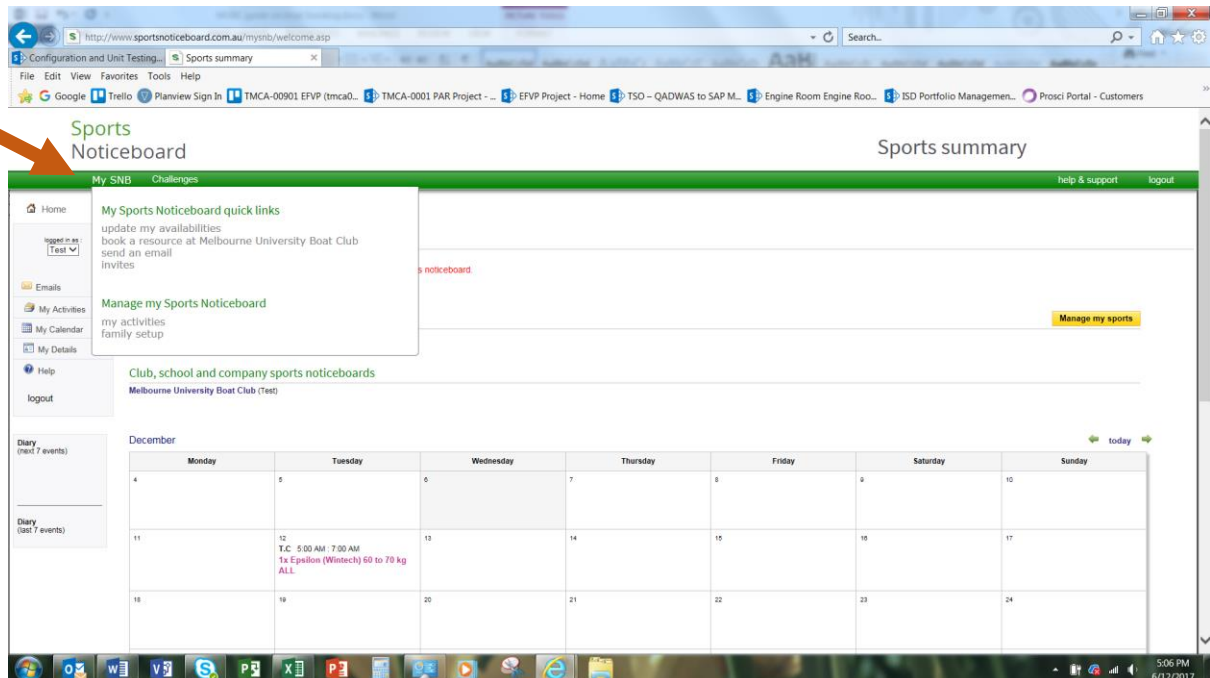 http://www.sportsnoticeboard.com.au/mysnb/welcome.asp
Search...
Configuration and Unit Testing...
Sports summary
File Edit View Favorites Tools Help
Google Trello Planview Sign In TMCA-00901 EFVP (tmca0... TMCA-0001 PAR Project - ... EFVP Project - Home TSO – QADWAS to SAP M... Engine Room Engine Roo... ISD Portfolio Managemen... Prosci Portal - Customers
Sports
Noticeboard
Sports summary
My SNB Challenges help & support logout
Home
logged in as :
Test
Emails
My Activities
My Calendar
My Details
Help
logout
My Sports Noticeboard quick links
update my availabilities
book a resource at Melbourne University Boat Club
send an email
invites
Manage my Sports Noticeboard
my activities
family setup
s noticeboard
Manage my sports
Club, school and company sports noticeboards
Melbourne University Boat Club (Test)
Diary
(next 7 events)
Diary
(last 7 events)
December
today
Monday Tuesday Wednesday Thursday Friday Saturday Sunday
4 5 6 7 8 9 10
11 12 13 14 15 16 17
T.C 5:00 AM : 7:00 AM
1x Epsilon (Wintech) 60 to 70 kg
ALL
18 19 20 21 22 23 24
5:06 PM
6/12/2017